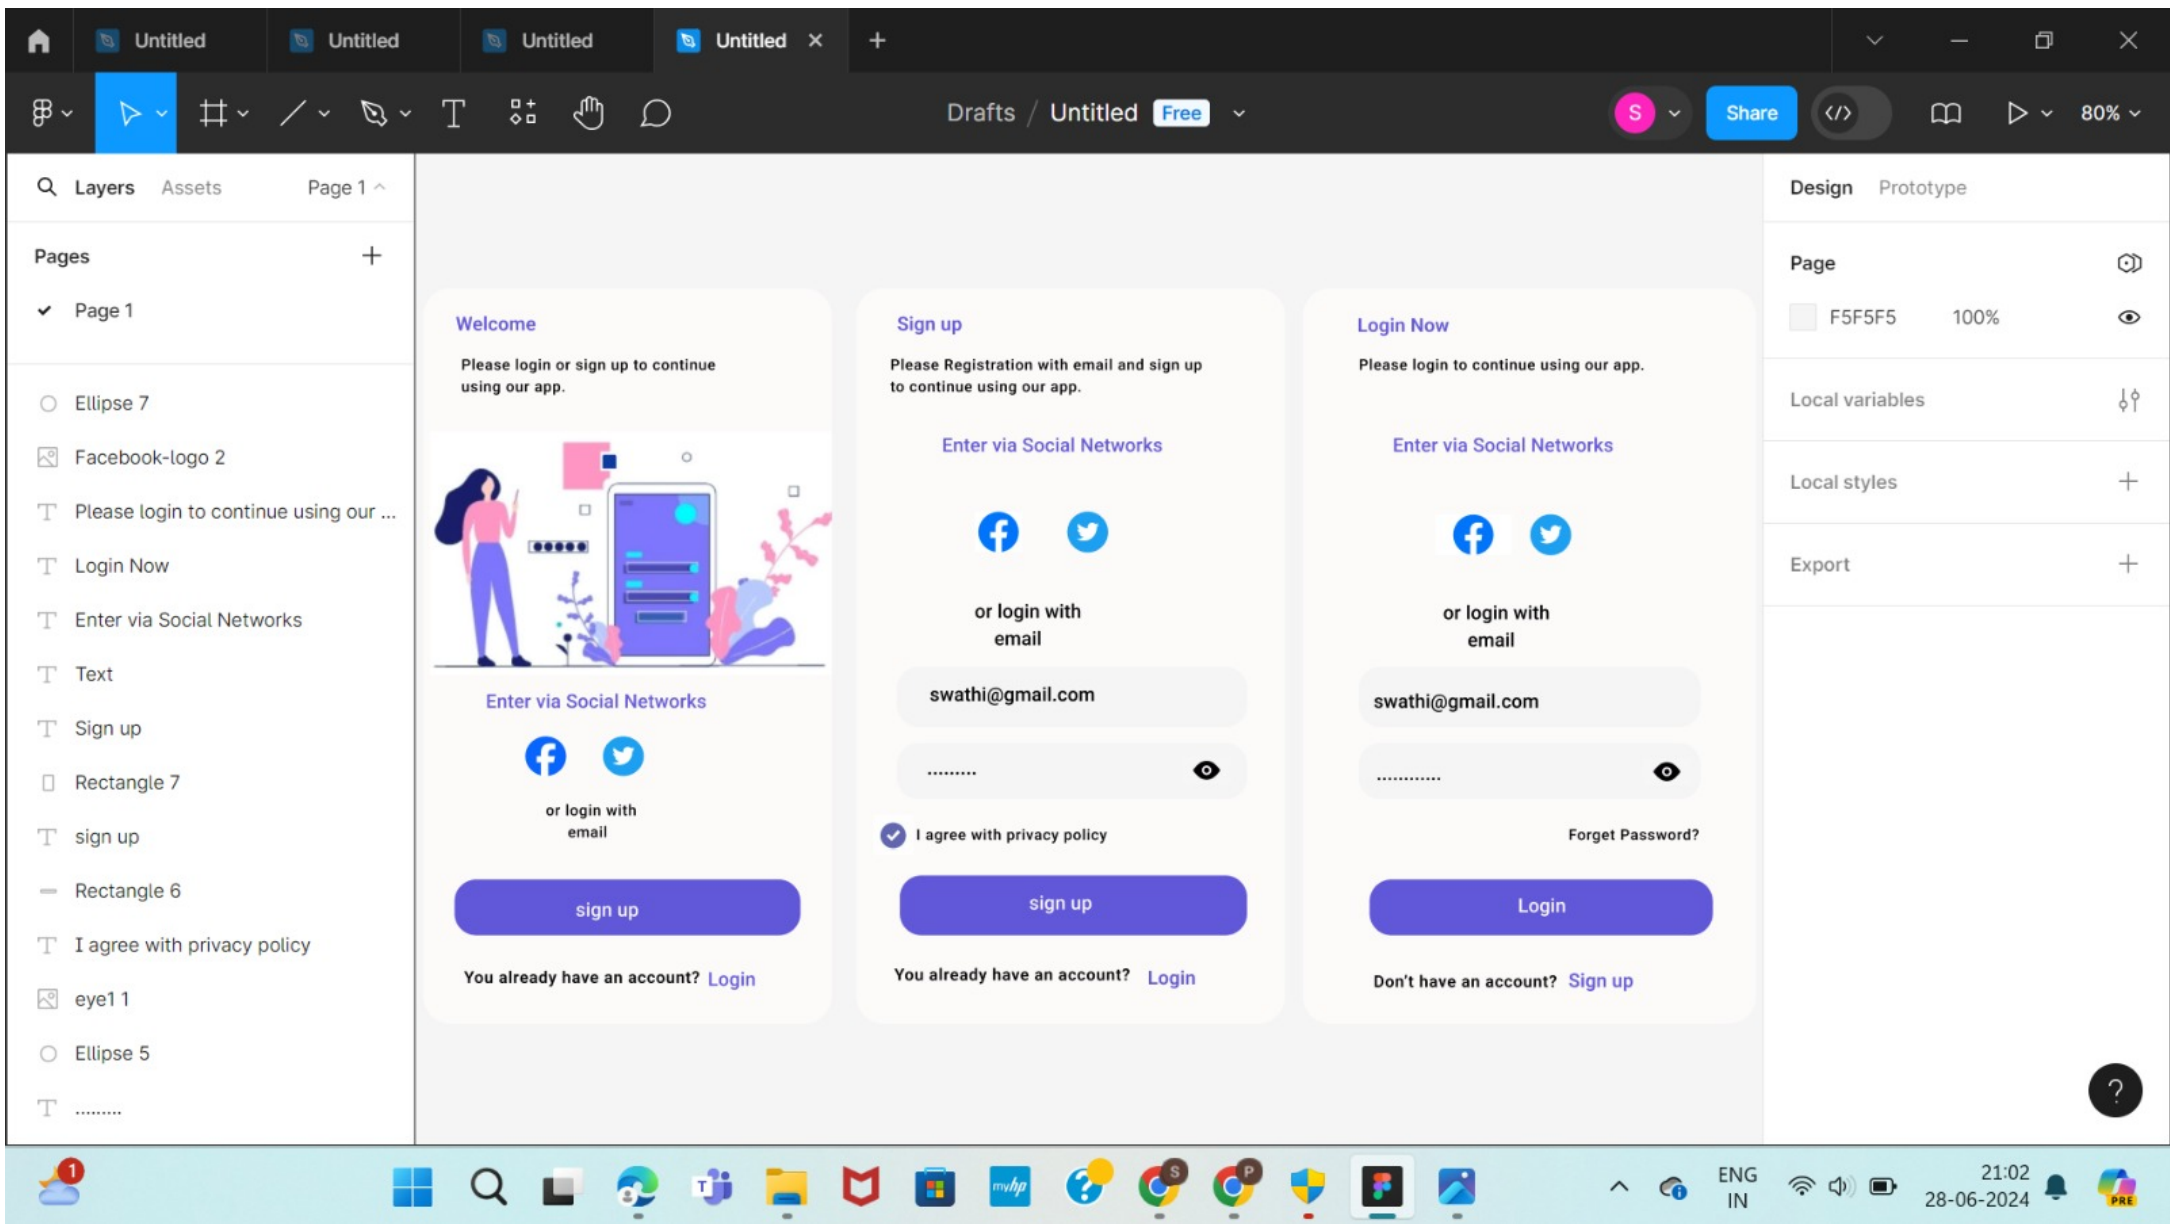 Untitled
Untitled
Untitled
Untitled
Drafts / Untitled Free
S
Share
80%
Layers Assets Page 1
Pages
Page 1
Ellipse 7
Facebook-logo 2
Please login to continue using our ...
Login Now
Enter via Social Networks
Text
Sign up
Rectangle 7
sign up
Rectangle 6
I agree with privacy policy
eye1 1
Ellipse 5
.........
Welcome
Please login or sign up to continue
using our app.
Enter via Social Networks
or login with
email
sign up
You already have an account? Login
Sign up
Please Registration with email and sign up
to continue using our app.
Enter via Social Networks
or login with
email
swathi@gmail.com
.........
I agree with privacy policy
sign up
You already have an account? Login
Login Now
Please login to continue using our app.
Enter via Social Networks
or login with
email
swathi@gmail.com
............
Forget Password?
Login
Don't have an account? Sign up
Design Prototype
Page
F5F5F5 100%
Local variables
Local styles
Export
?
1
T
myhp
?
S
P
ENG
IN
21:02
28-06-2024
PRE